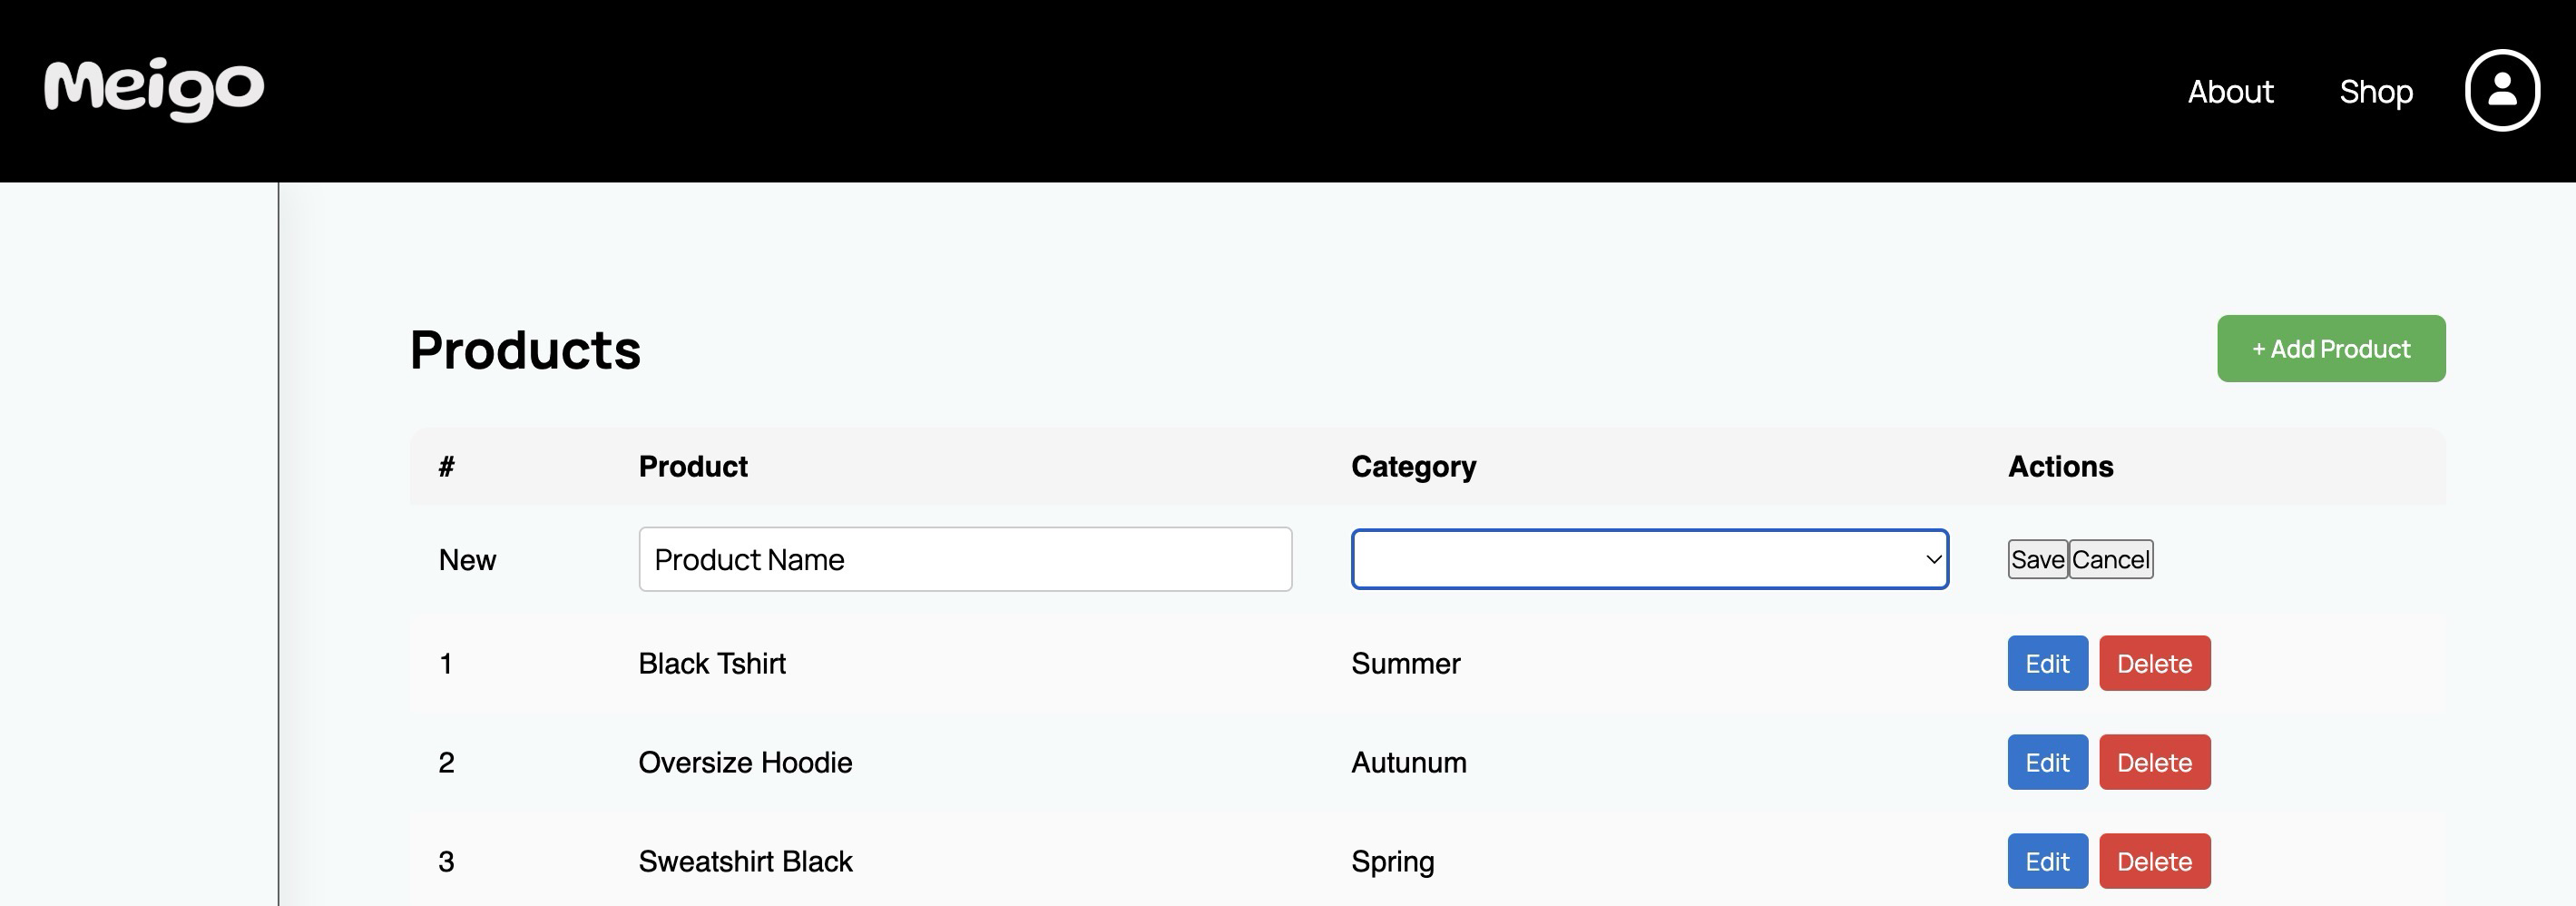 Meigo
About Shop
Products
+ Add Product
# Product Category Actions
New Product Name Save Cancel
1 Black Tshirt Summer Edit Delete
2 Oversize Hoodie Autunum Edit Delete
3 Sweatshirt Black Spring Edit Delete